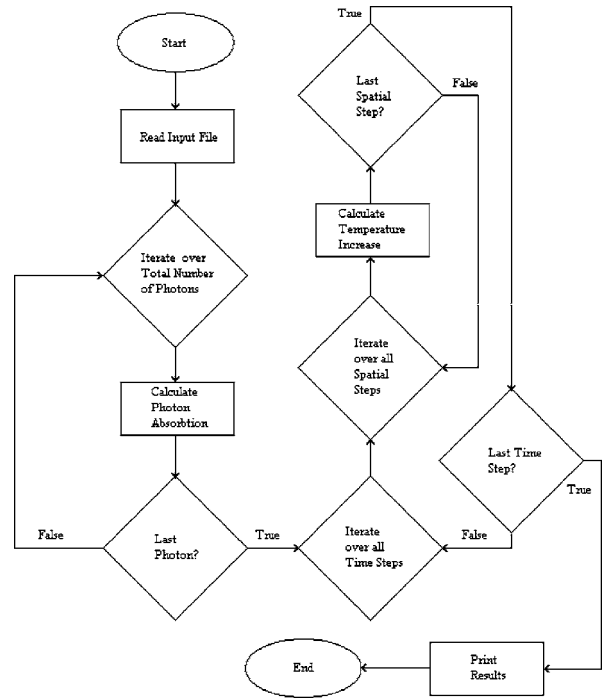 Start
Read Input File
Iterate over
Total Number
of Photons
Calculate
Photon
Absorbtion
Last
Photon?
False
True
Iterate
over all
Time Steps
Iterate
over all
Spatial
Steps
Calculate
Temperature
Increase
Last
Spatial
Step?
False
True
Last Time
Step?
False
True
Print
Results
End